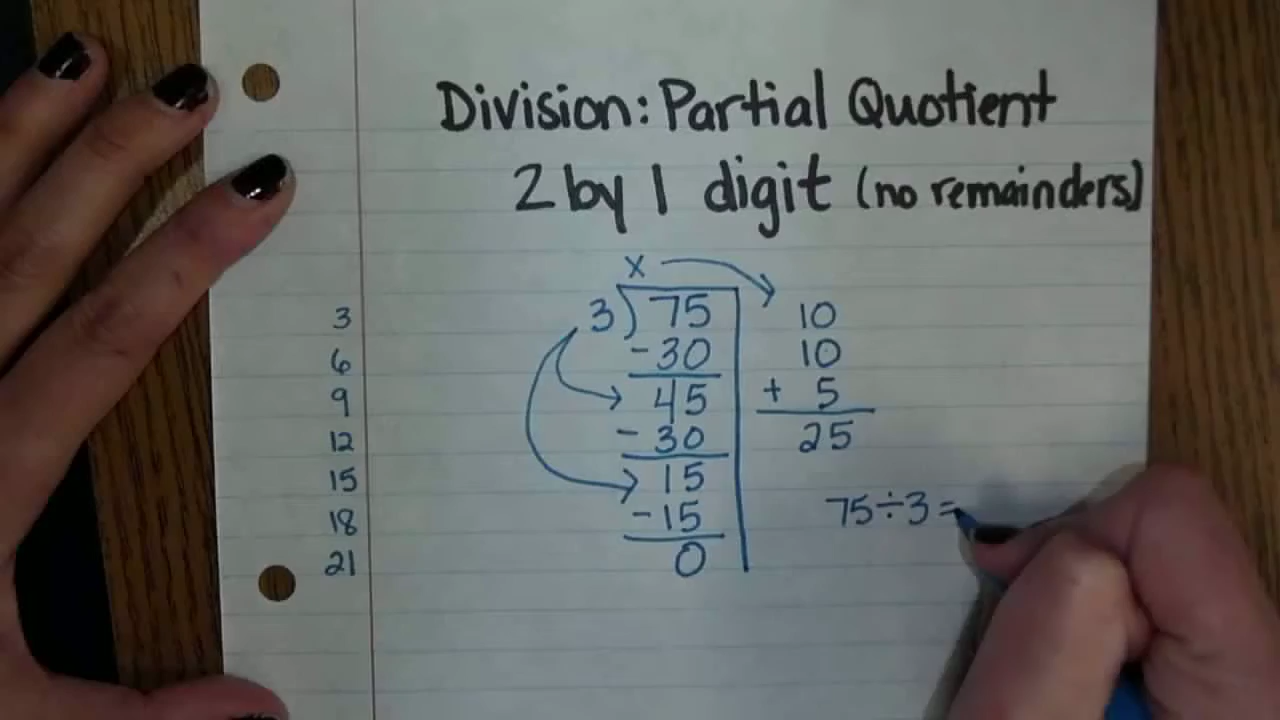 Division: Partial Quotient
2 by 1 digit (no remainders)
x
3 3) 75 10
6 -30 10
9 45 + 5
12 -30 25
15 15
18 -15 75÷3=
21 0